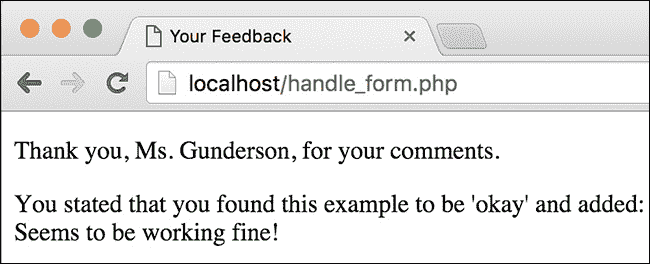 Your Feedback
localhost/handle_form.php
Thank you, Ms. Gunderson, for your comments.
You stated that you found this example to be 'okay' and added:
Seems to be working fine!